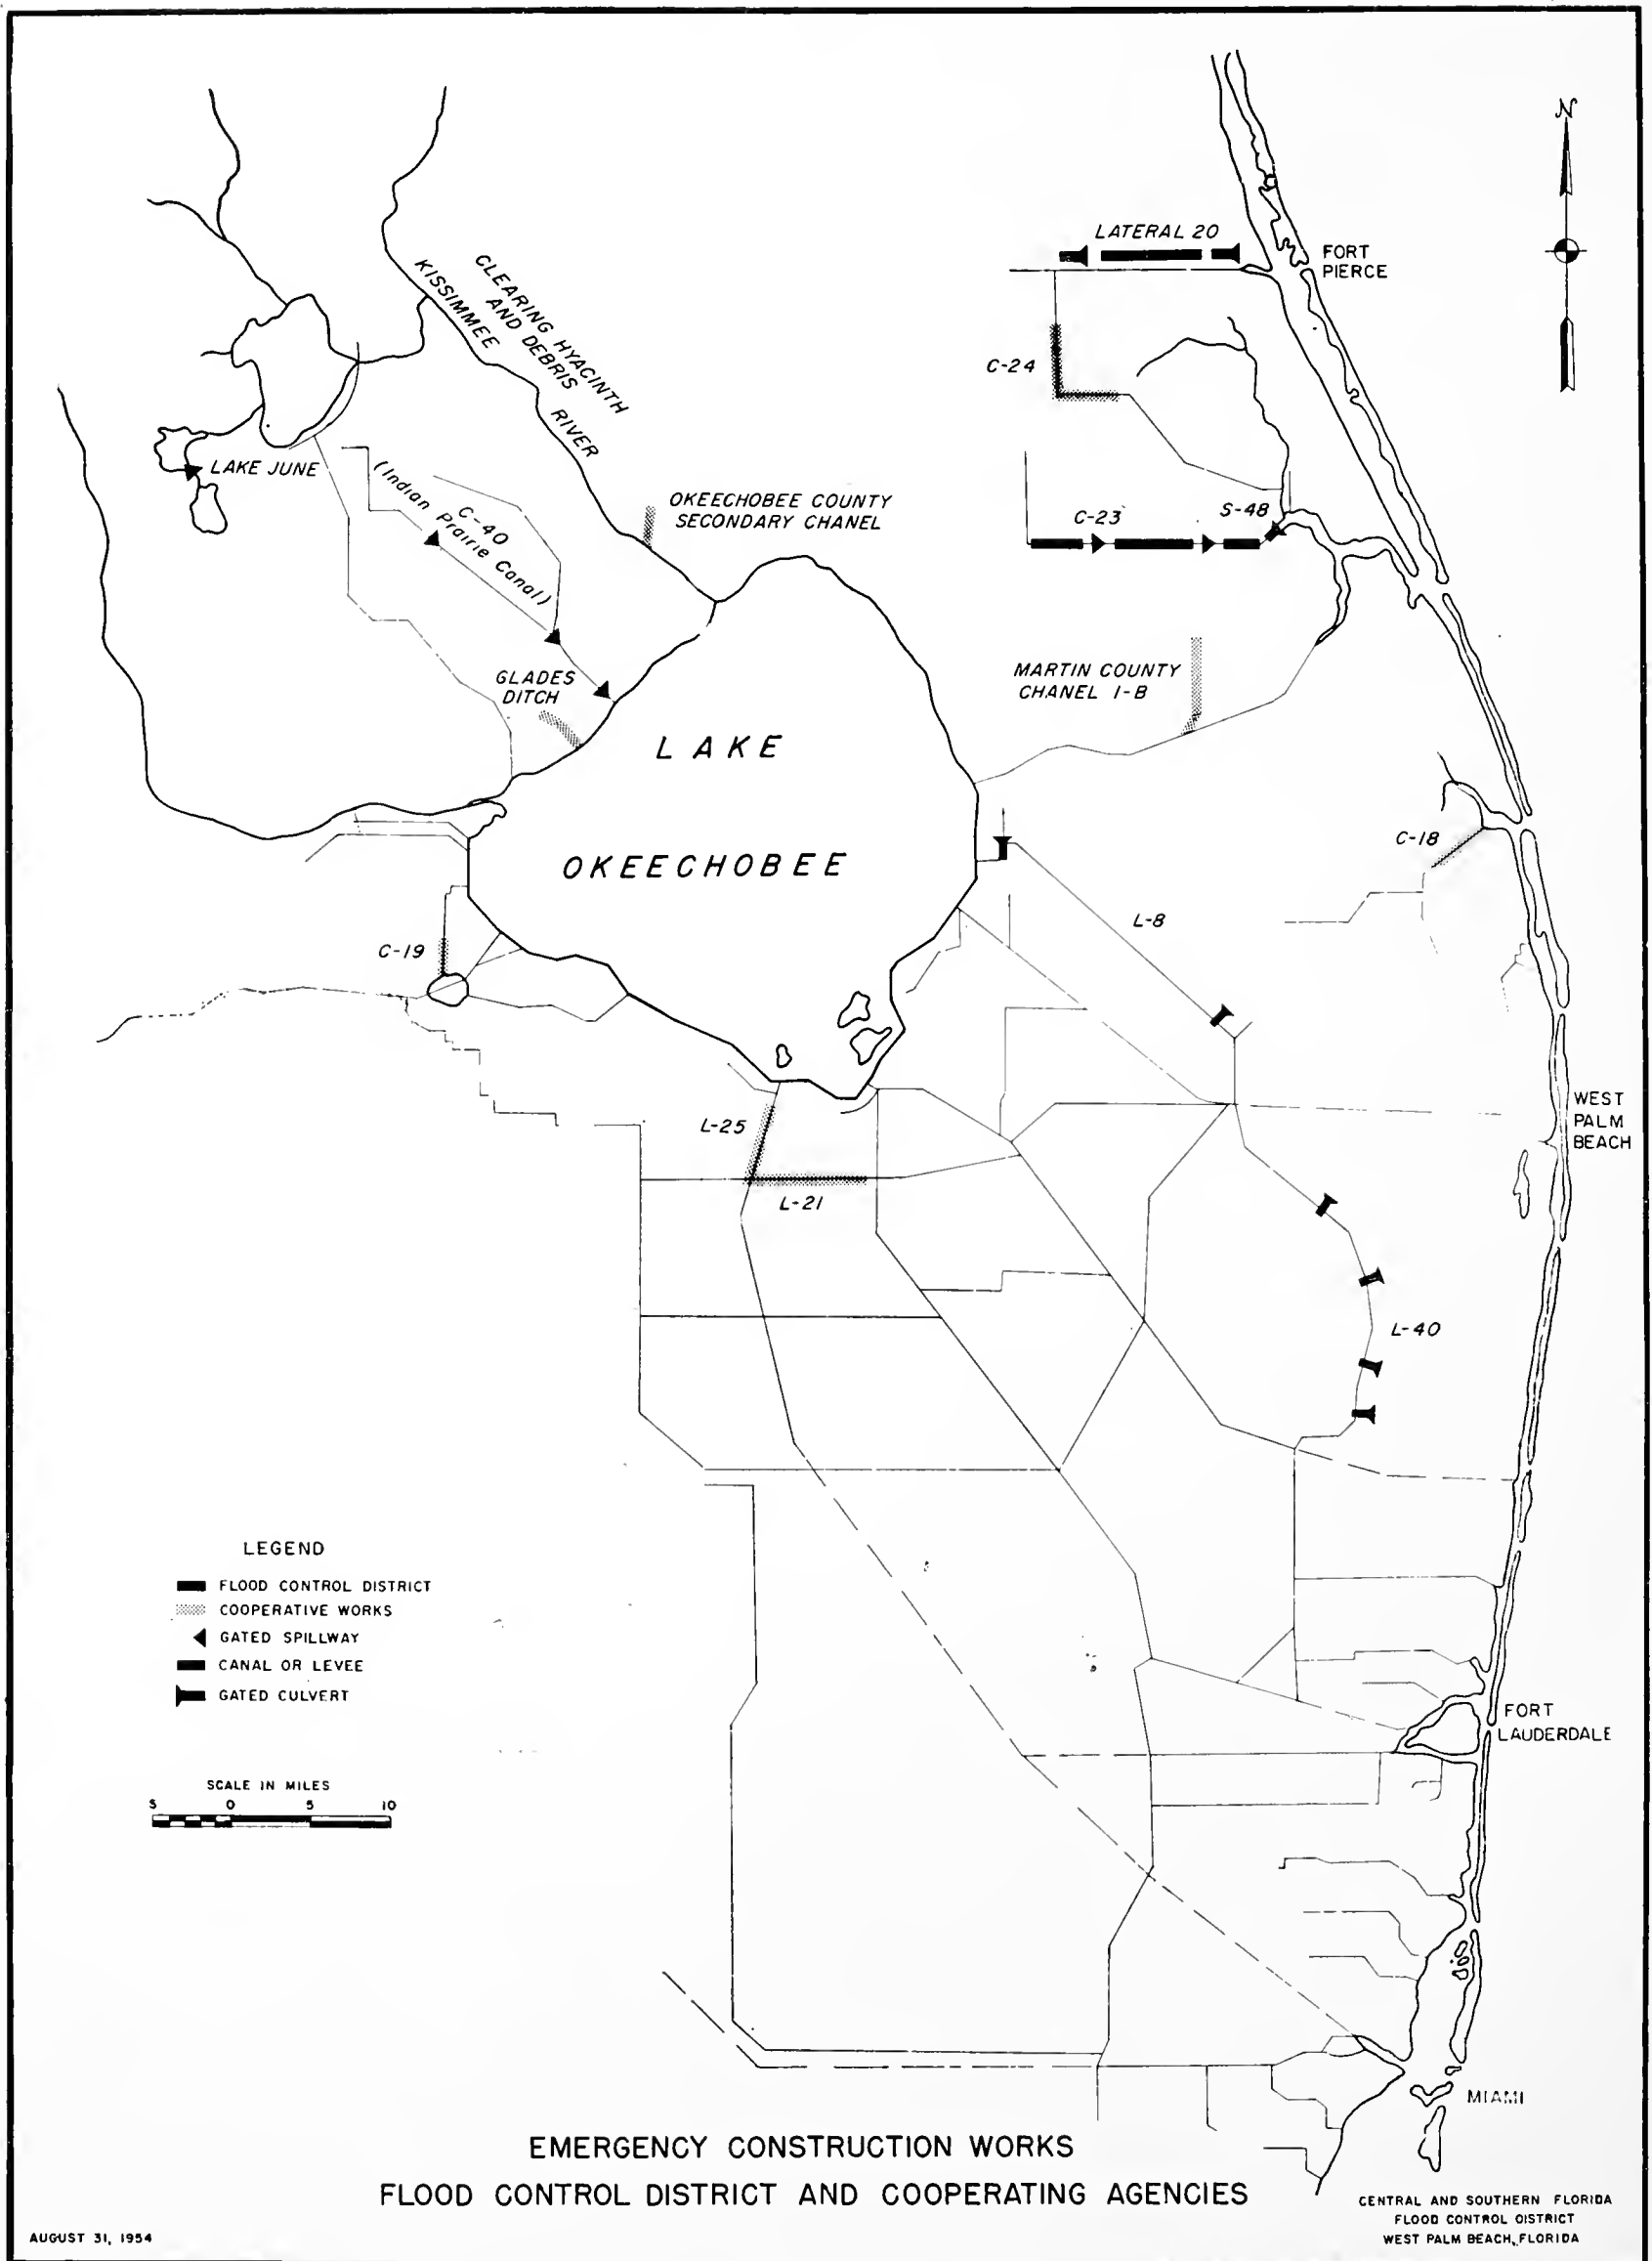 N
LATERAL 20
FORT
PIERCE
CLEARING HYACINTH
AND DEBRIS
KISSIMMEE
RIVER
C-24
LAKE JUNE
(Indian Prairie Canal)
C-40
OKEECHOBEE COUNTY
SECONDARY CHANEL
C-23
S-48
GLADES
DITCH
MARTIN COUNTY
CHANEL I-B
LAKE
OKEECHOBEE
C-18
L-8
C-19
WEST
PALM
BEACH
L-25
L-21
L-40
LEGEND
FLOOD CONTROL DISTRICT
COOPERATIVE WORKS
GATED SPILLWAY
CANAL OR LEVEE
GATED CULVERT
FORT
LAUDERDALE
SCALE IN MILES
5 0 5 10
MIAMI
EMERGENCY CONSTRUCTION WORKS
FLOOD CONTROL DISTRICT AND COOPERATING AGENCIES
CENTRAL AND SOUTHERN FLORIDA
FLOOD CONTROL DISTRICT
WEST PALM BEACH, FLORIDA
AUGUST 31, 1954